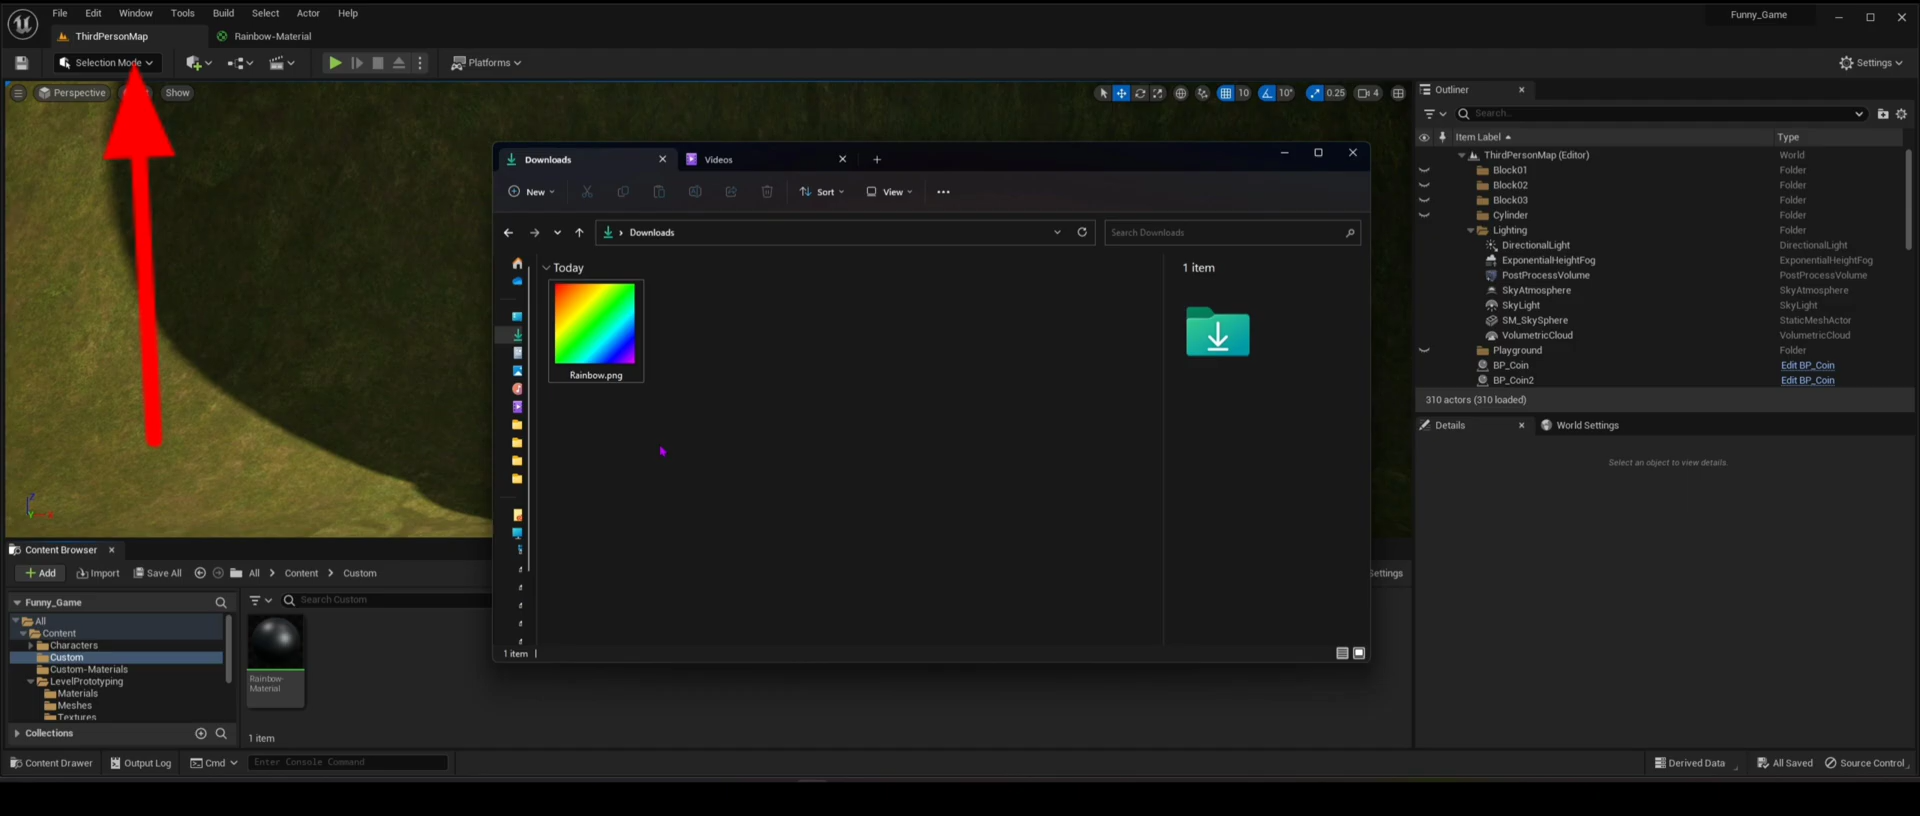 File Edit Window Tools Build Select Actor Help
Funny_Game
ThirdPersonMap
Rainbow-Material
Selection Mode
Platforms
Settings
Perspective
Show
10
10°
0.25
4
Outliner
Search...
Item Label
Type
ThirdPersonMap (Editor) World
Block01 Folder
Block02 Folder
Block03 Folder
Cylinder Folder
Lighting Folder
DirectionalLight DirectionalLight
ExponentialHeightFog ExponentialHeightFog
PostProcessVolume PostProcessVolume
SkyAtmosphere SkyAtmosphere
SkyLight SkyLight
SM_SkySphere StaticMeshActor
VolumetricCloud VolumetricCloud
Playground Folder
BP_Coin Edit BP_Coin
BP_Coin2 Edit BP_Coin
310 actors (310 loaded)
Details
World Settings
Select an object to view details.
Downloads
Videos
New
Sort
View
Downloads
Search Downloads
Today
Rainbow.png
1 item
1 item
Z
Content Browser
Add
Import
Save All
All
Content
Custom
ettings
Funny_Game
Search Custom
All
Content
Characters
Custom
Custom-Materials
LevelPrototyping
Materials
Meshes
Textures
Rainbow-
Material
Collections
1 item
Content Drawer
Output Log
Cmd
Enter Console Command
Derived Data
All Saved
Source Control